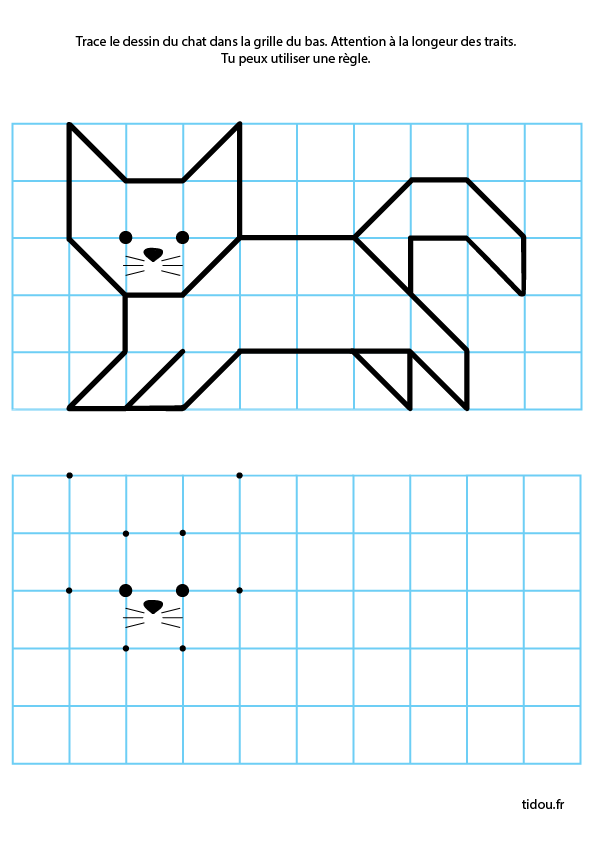 Trace le dessin du chat dans la grille du bas. Attention à la longeur des traits.
Tu peux utiliser une règle.
tidou.fr